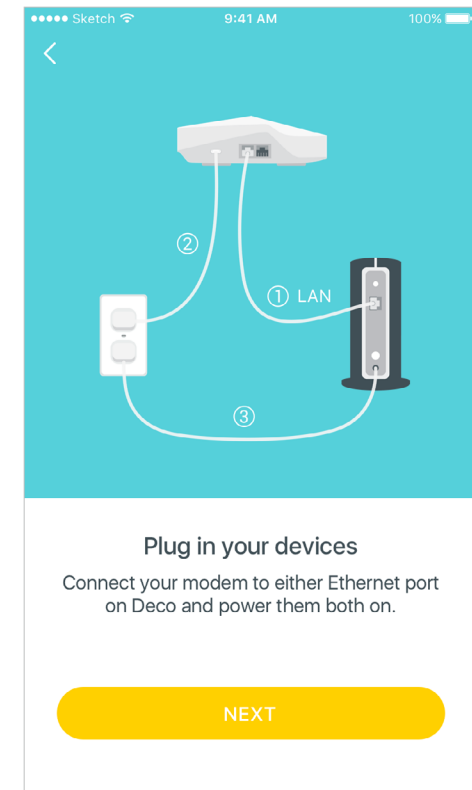 ●●●●● Sketch 9:41 AM 100%
②
① LAN
③
Plug in your devices
Connect your modem to either Ethernet port
on Deco and power them both on.
NEXT